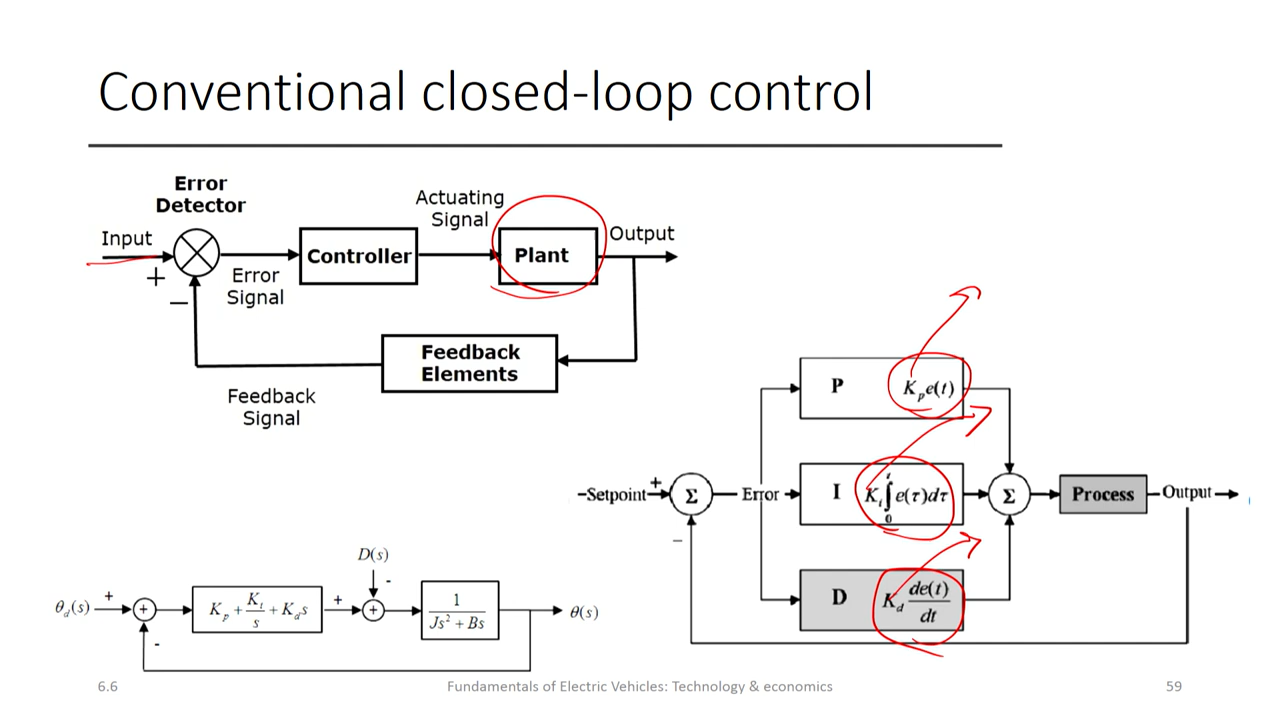 Conventional closed-loop control
Error
Detector
Input
+
−
Error
Signal
Controller
Actuating
Signal
Plant
Output
Feedback
Elements
Feedback
Signal
−Setpoint
+
Σ
−
Error
P K_p e(t)
I K_i ∫_0^t e(τ)dτ
D K_d de(t)/dt
Σ
Process
Output
θ_d(s)
+
+
-
K_p + K_i/s + K_d s
+
D(s)
-
+
1/(Js² + Bs)
θ(s)
6.6
Fundamentals of Electric Vehicles: Technology & economics
59